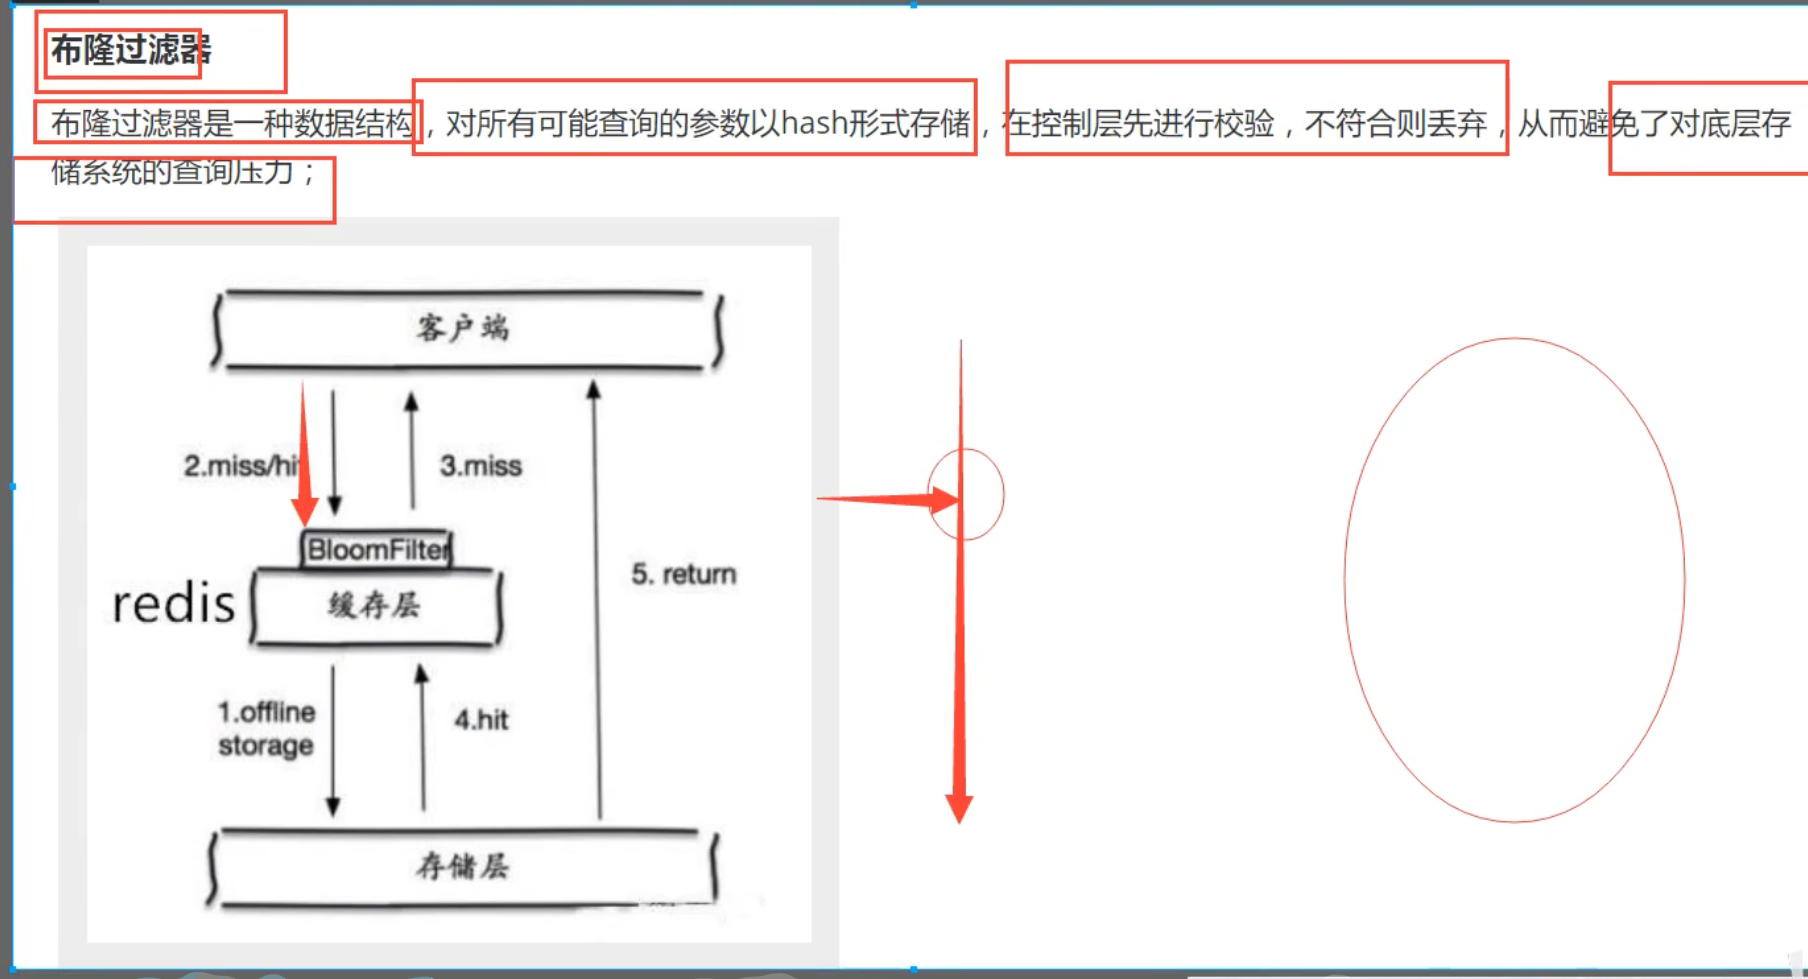 布隆过滤器
布隆过滤器是一种数据结构，对所有可能查询的参数以hash形式存储，在控制层先进行校验，不符合则丢弃，从而避免了对底层存
储系统的查询压力；
客户端
2.miss/hit
3.miss
BloomFilter
5. return
redis
缓存层
1.offline
storage
4.hit
存储层